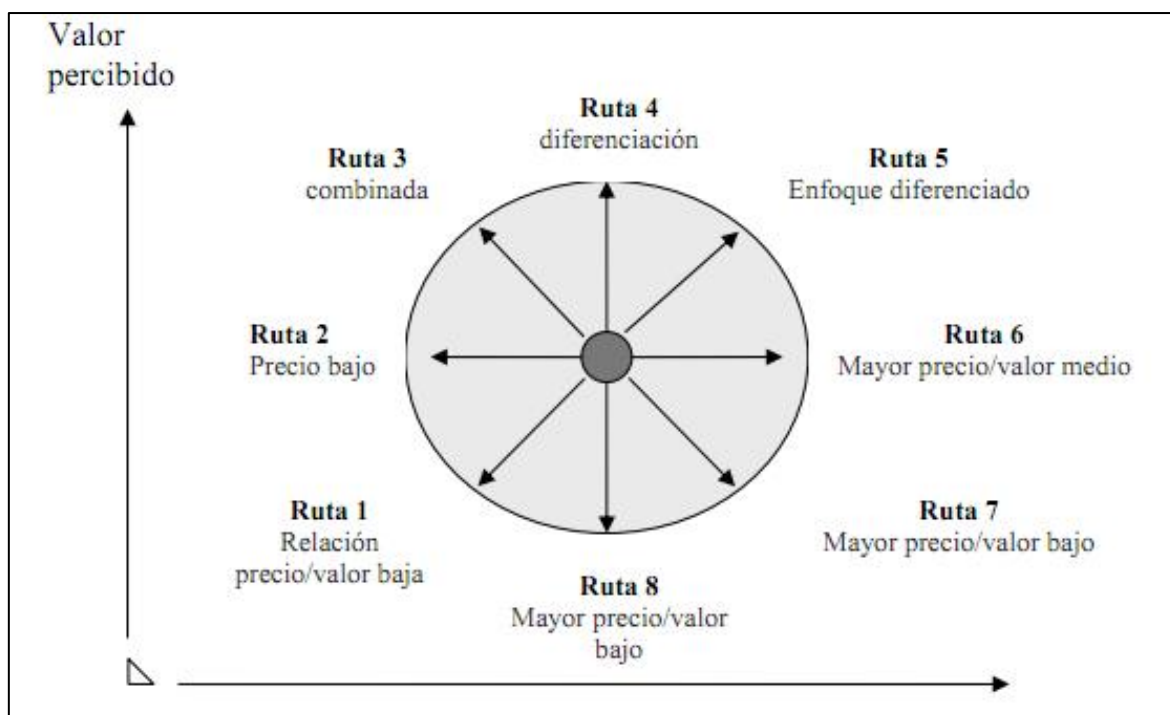 Valor
percibido
Ruta 4
diferenciación
Ruta 3
combinada
Ruta 5
Enfoque diferenciado
Ruta 2
Precio bajo
Ruta 6
Mayor precio/valor medio
Ruta 1
Relación
precio/valor baja
Ruta 7
Mayor precio/valor bajo
Ruta 8
Mayor precio/valor
bajo